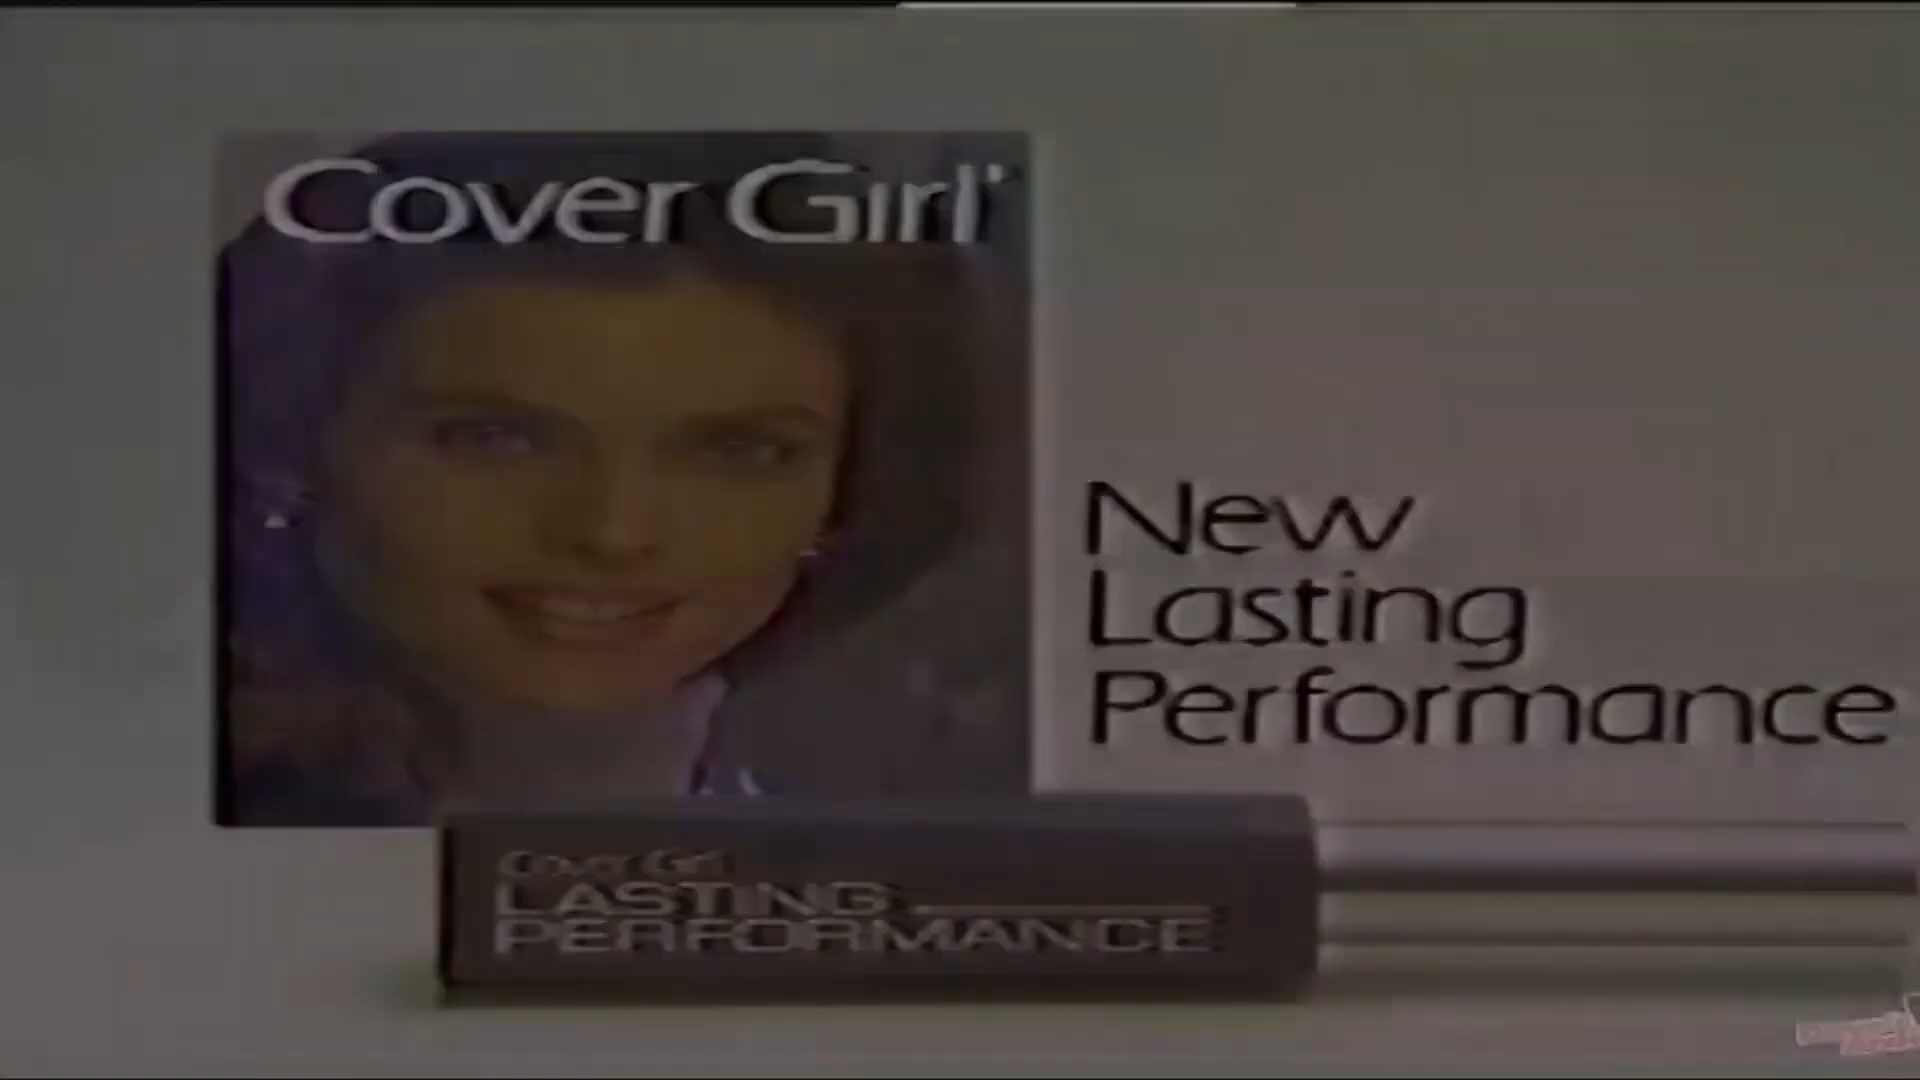 Cover Girl
New
Lasting
Performance
Cover Girl
LASTING
PERFORMANCE